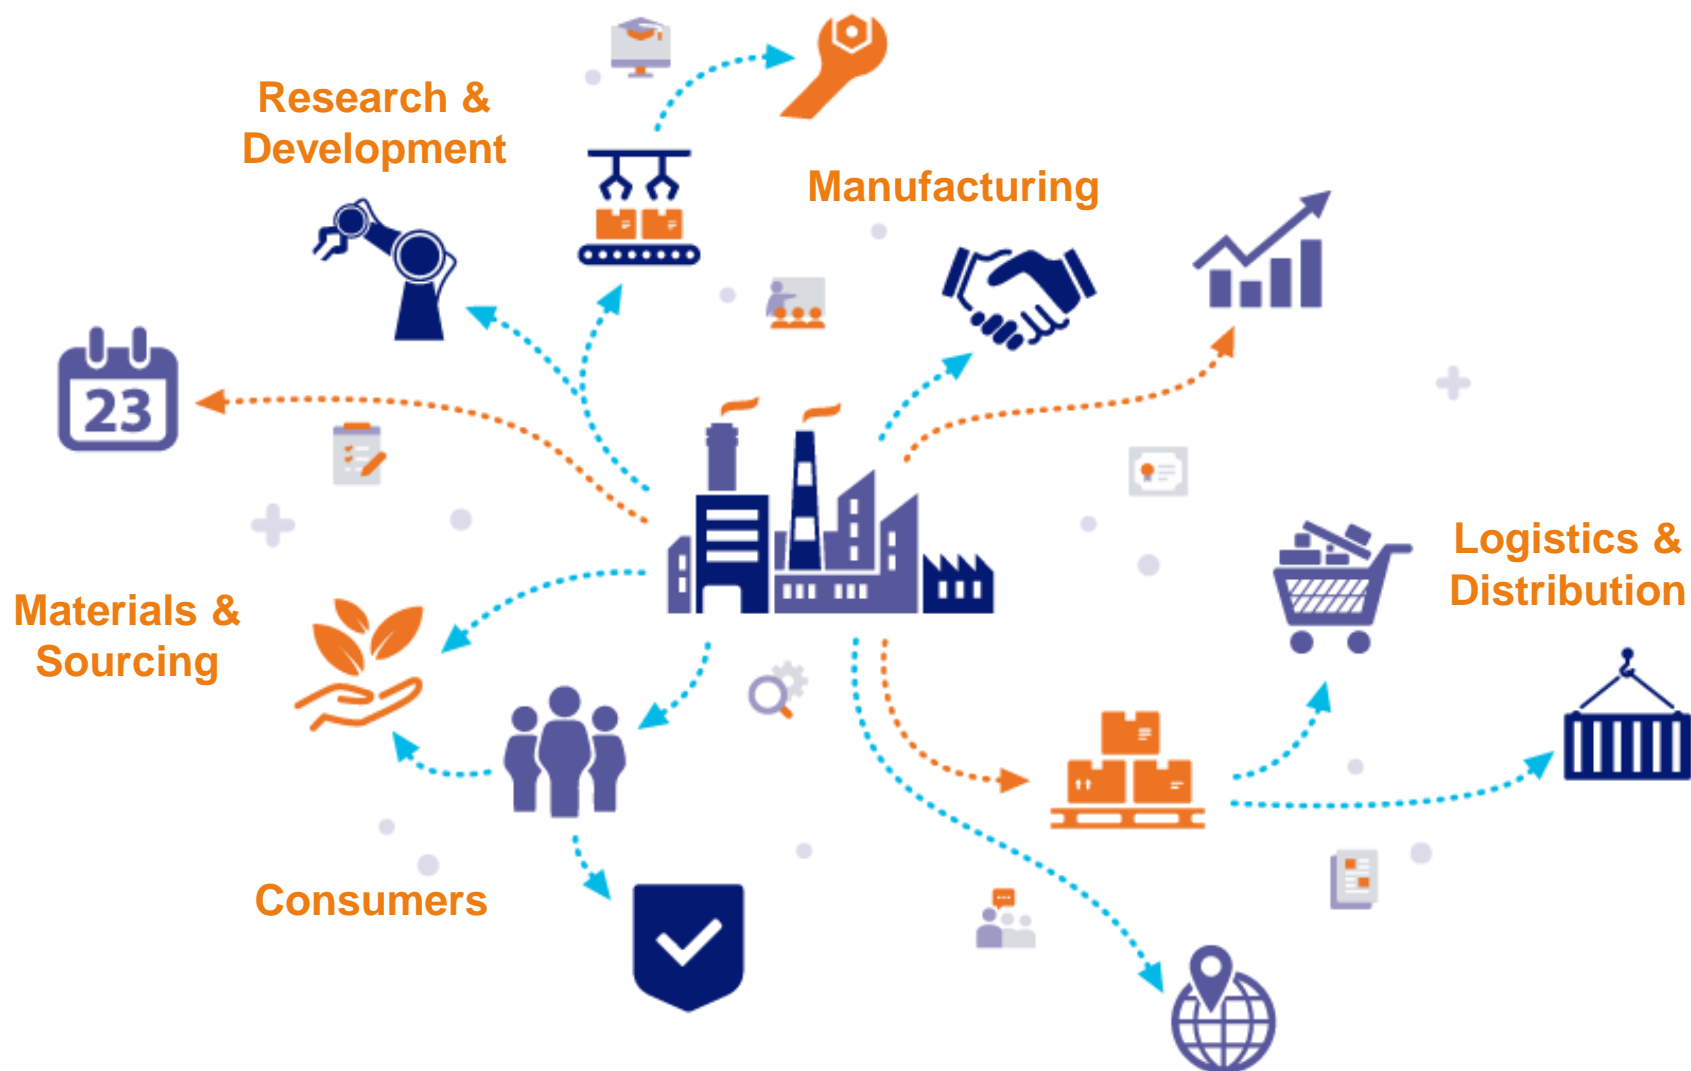 Research &
Development
Manufacturing
23
Logistics &
Distribution
Materials &
Sourcing
Consumers